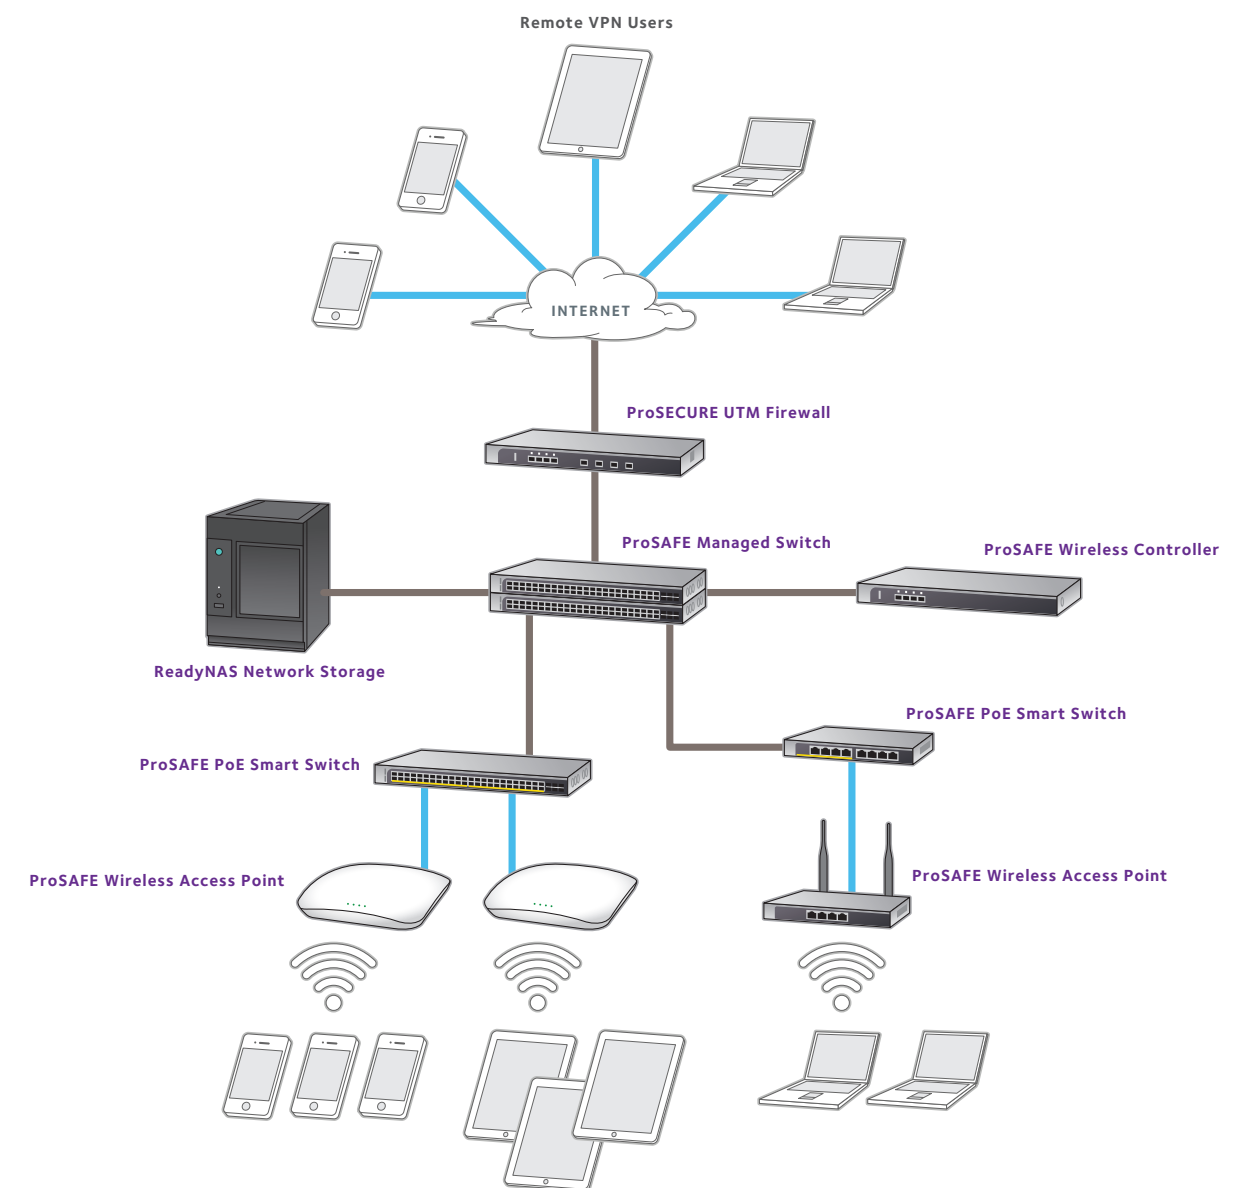 Remote VPN Users
INTERNET
ProSECURE UTM Firewall
ProSAFE Managed Switch
ProSAFE Wireless Controller
ReadyNAS Network Storage
ProSAFE PoE Smart Switch
ProSAFE PoE Smart Switch
ProSAFE Wireless Access Point
ProSAFE Wireless Access Point